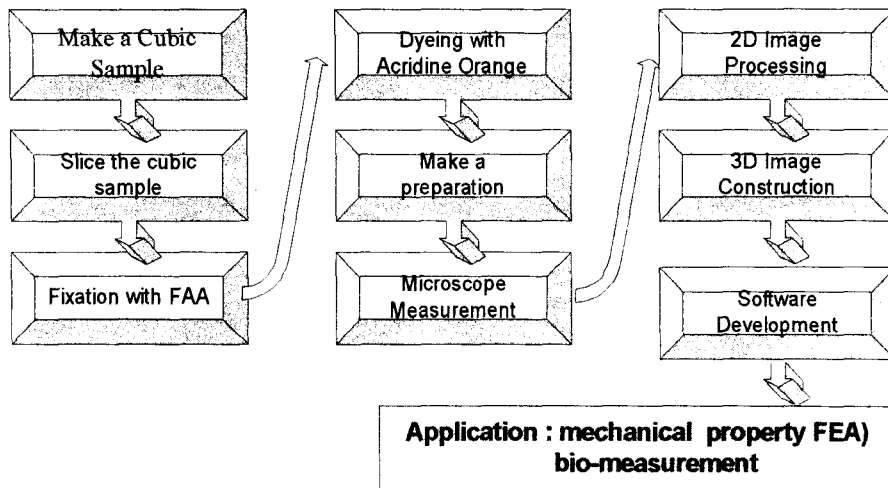 Make a Cubic
Sample
Slice the cubic
sample
Fixation with FAA
Dyeing with
Acridine Orange
Make a
preparation
Microscope
Measurement
2D Image
Processing
3D Image
Construction
Software
Development
Application : mechanical property FEA)
bio-measurement